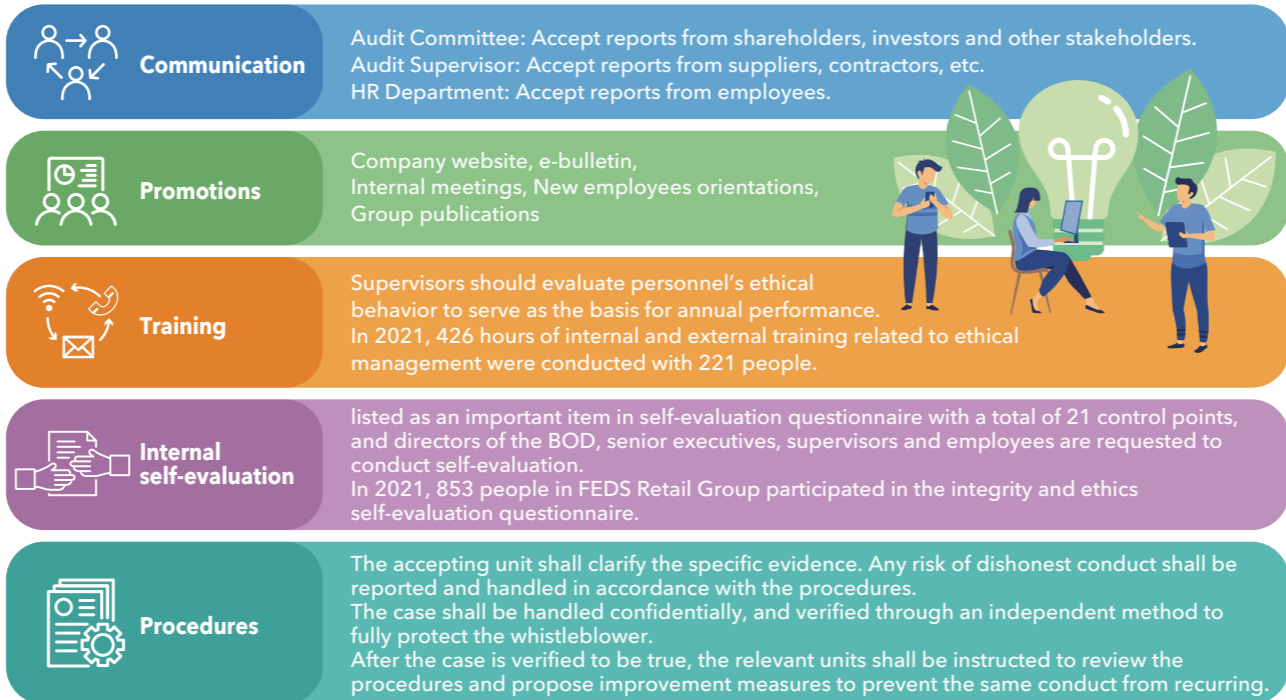 Communication
Audit Committee: Accept reports from shareholders, investors and other stakeholders.
Audit Supervisor: Accept reports from suppliers, contractors, etc.
HR Department: Accept reports from employees.
Promotions
Company website, e-bulletin,
Internal meetings, New employees orientations,
Group publications
Training
Supervisors should evaluate personnel's ethical
behavior to serve as the basis for annual performance.
In 2021, 426 hours of internal and external training related to ethical
management were conducted with 221 people.
Internal
self-evaluation
listed as an important item in self-evaluation questionnaire with a total of 21 control points,
and directors of the BOD, senior executives, supervisors and employees are requested to
conduct self-evaluation.
In 2021, 853 people in FEDS Retail Group participated in the integrity and ethics
self-evaluation questionnaire.
Procedures
The accepting unit shall clarify the specific evidence. Any risk of dishonest conduct shall be
reported and handled in accordance with the procedures.
The case shall be handled confidentially, and verified through an independent method to
fully protect the whistleblower.
After the case is verified to be true, the relevant units shall be instructed to review the
procedures and propose improvement measures to prevent the same conduct from recurring.